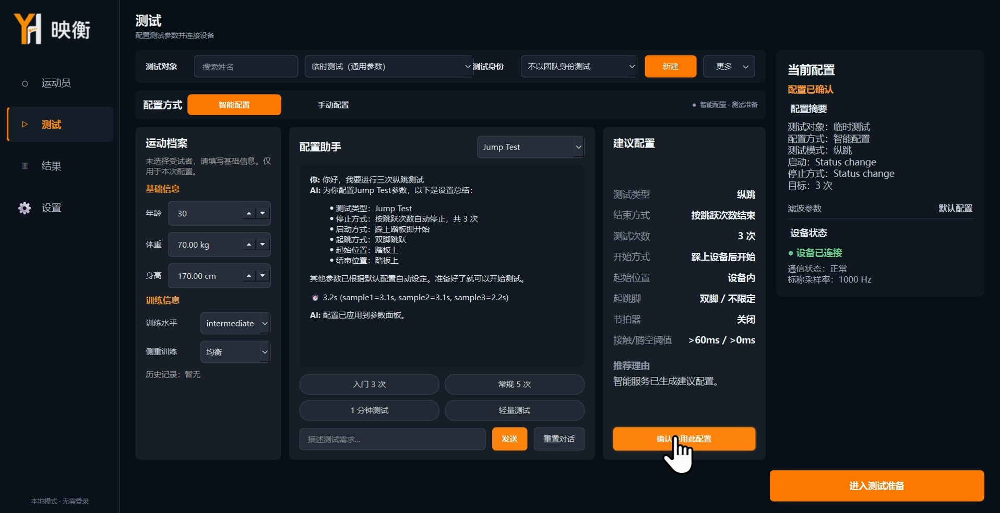 YH 映衡
运动员
测试
结果
设置
本地模式 · 无需登录
测试
配置测试参数并连接设备
测试对象
搜索姓名
临时测试（通用参数）
测试身份
不以团队身份测试
新建
更多
配置方式
智能配置
手动配置
智能配置 · 测试准备
运动档案
未选择受试者，请填写基础信息。仅
用于本次配置。
基础信息
年龄
30
体重
70.00 kg
身高
170.00 cm
训练信息
训练水平
intermediate
侧重训练
均衡
历史记录：暂无
配置助手
Jump Test
你: 你好，我要进行三次纵跳测试
AI: 为你配置Jump Test参数，以下是设置总结：
• 测试类型：Jump Test
• 停止方式：按跳跃次数自动停止，共 3 次
• 启动方式：踩上踏板即开始
• 起跳方式：双脚跳跃
• 起始位置：踏板上
• 结束位置：踏板上
其他参数已根据默认配置自动设定。准备好了就可以开始测试。
3.2s (sample1=3.1s, sample2=3.1s, sample3=2.2s)
AI: 配置已应用到参数面板。
入门 3 次
常规 5 次
1 分钟测试
轻量测试
描述测试需求...
发送
重置对话
建议配置
测试类型
纵跳
结束方式
按跳跃次数结束
测试次数
3 次
开始方式
踩上设备后开始
起始位置
设备内
起跳脚
双脚 / 不限定
节拍器
关闭
接触/腾空阈值
>60ms / >0ms
推荐理由
智能服务已生成建议配置。
确认 用此配置
当前配置
配置已确认
配置摘要
测试对象：临时测试
配置方式：智能配置
测试模式：纵跳
启动：Status change
停止方式：Status change
目标：3 次
滤波参数
默认配置
设备状态
● 设备已连接
通信状态：正常
标称采样率：1000 Hz
进入测试准备